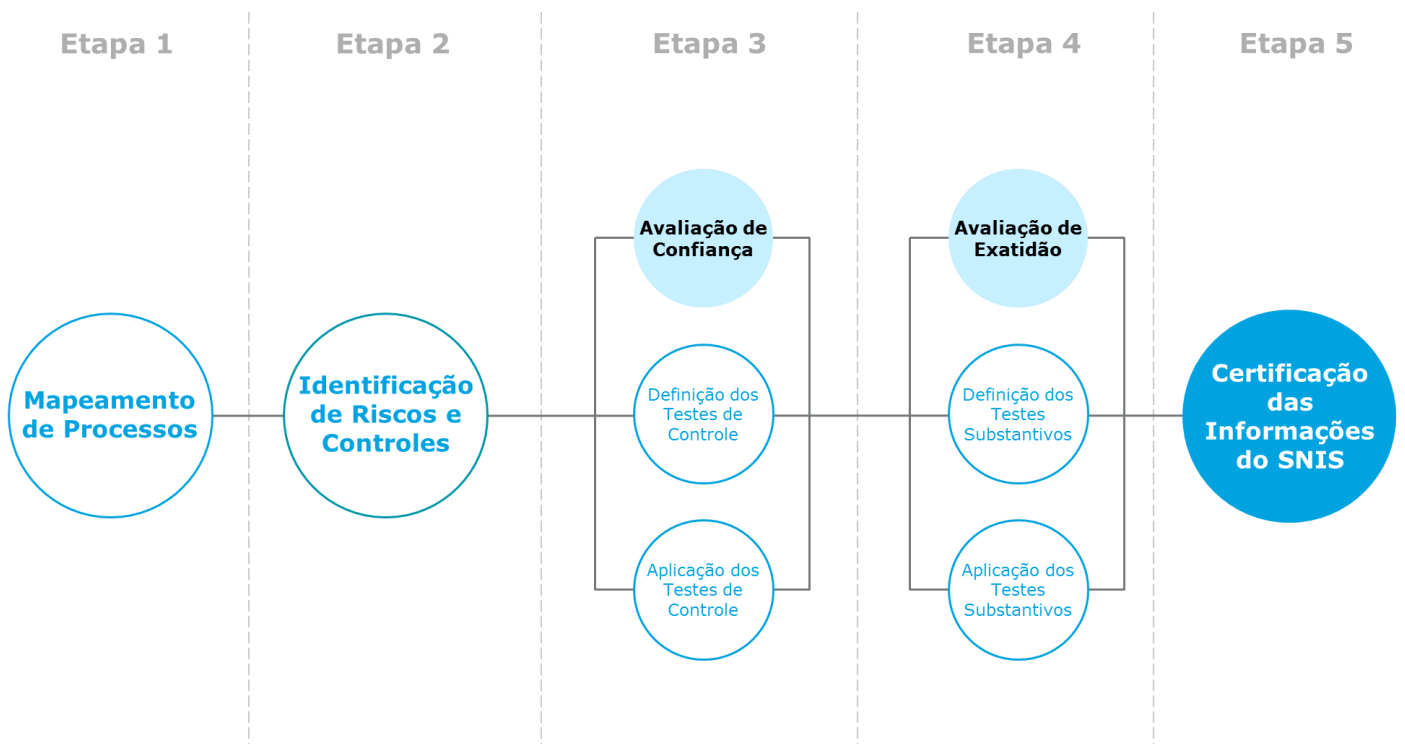 Etapa 1
Etapa 2
Etapa 3
Etapa 4
Etapa 5
Mapeamento
de Processos
Identificação
de Riscos e
Controles
Avaliação de
Confiança
Definição dos
Testes de
Controle
Aplicação dos
Testes de
Controle
Avaliação de
Exatidão
Definição dos
Testes
Substantivos
Aplicação dos
Testes
Substantivos
Certificação
das
Informações
do SNIS